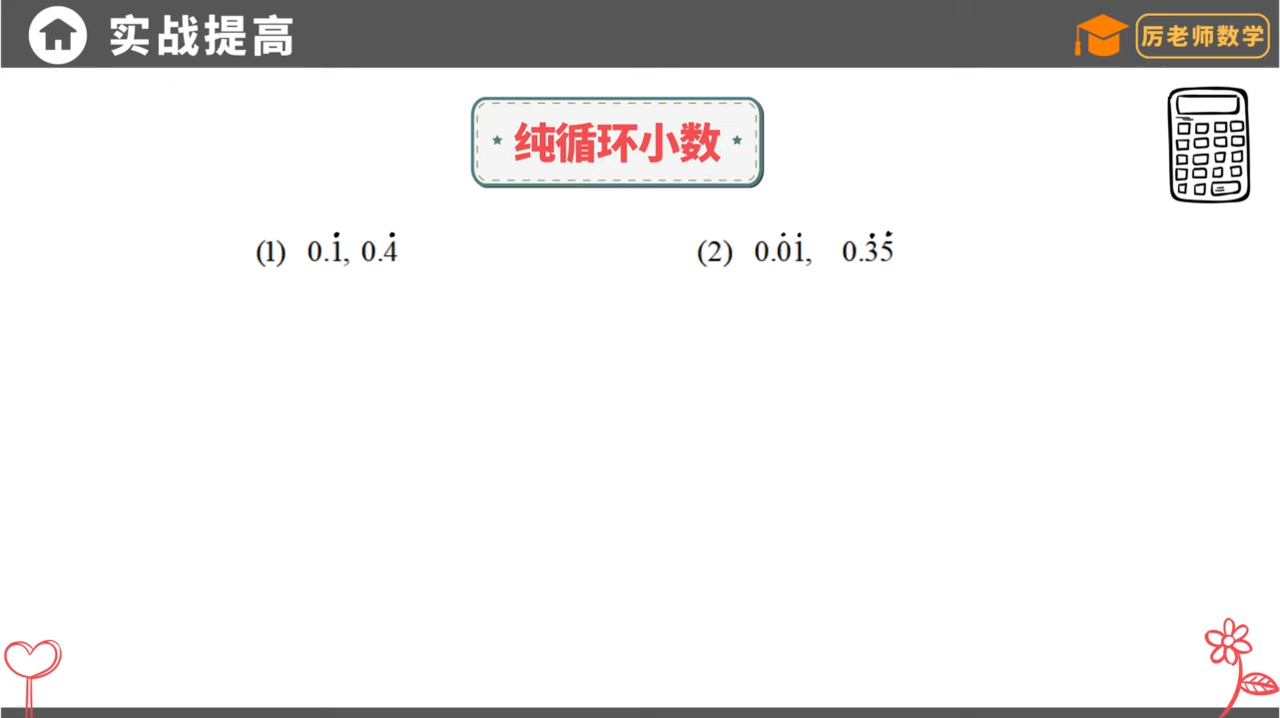 实战提高
厉老师数学
纯循环小数
(1) 0.1̇, 0.4̇
(2) 0.0̇1̇, 0.3̇5̇